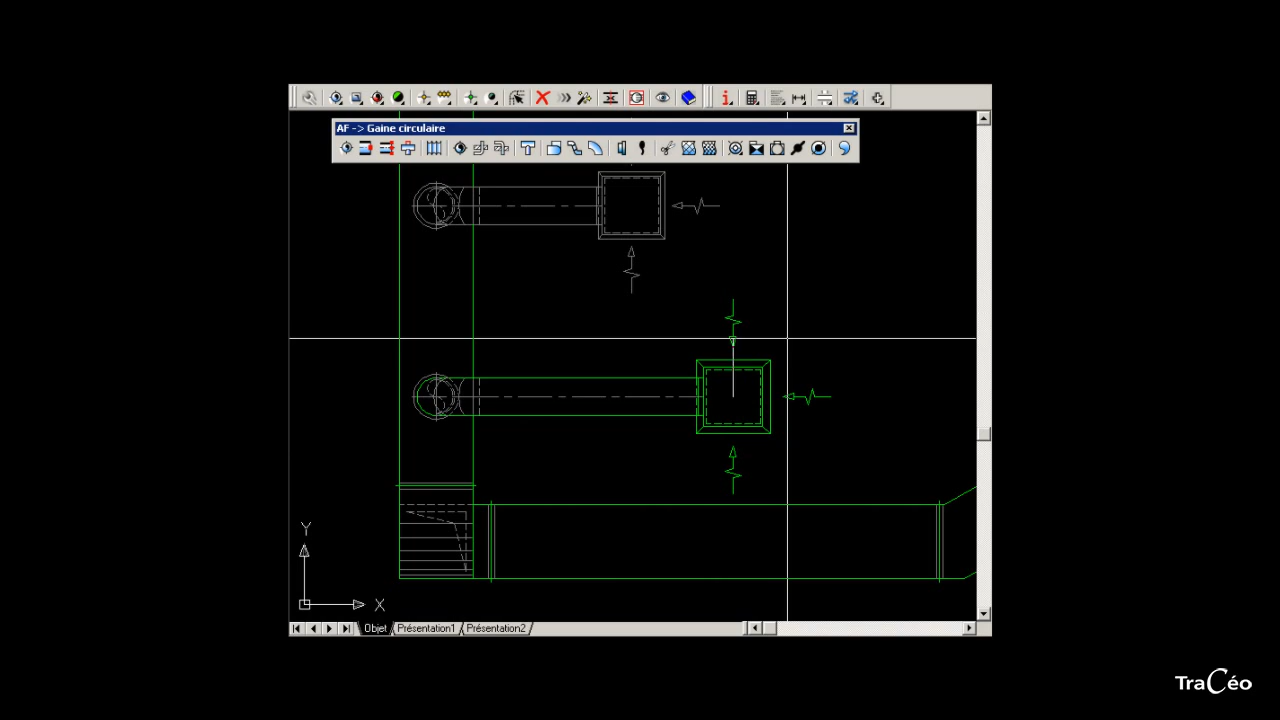 AF -> Gaine circulaire
Y
X
Objet Présentation1 Présentation2
TraCéo